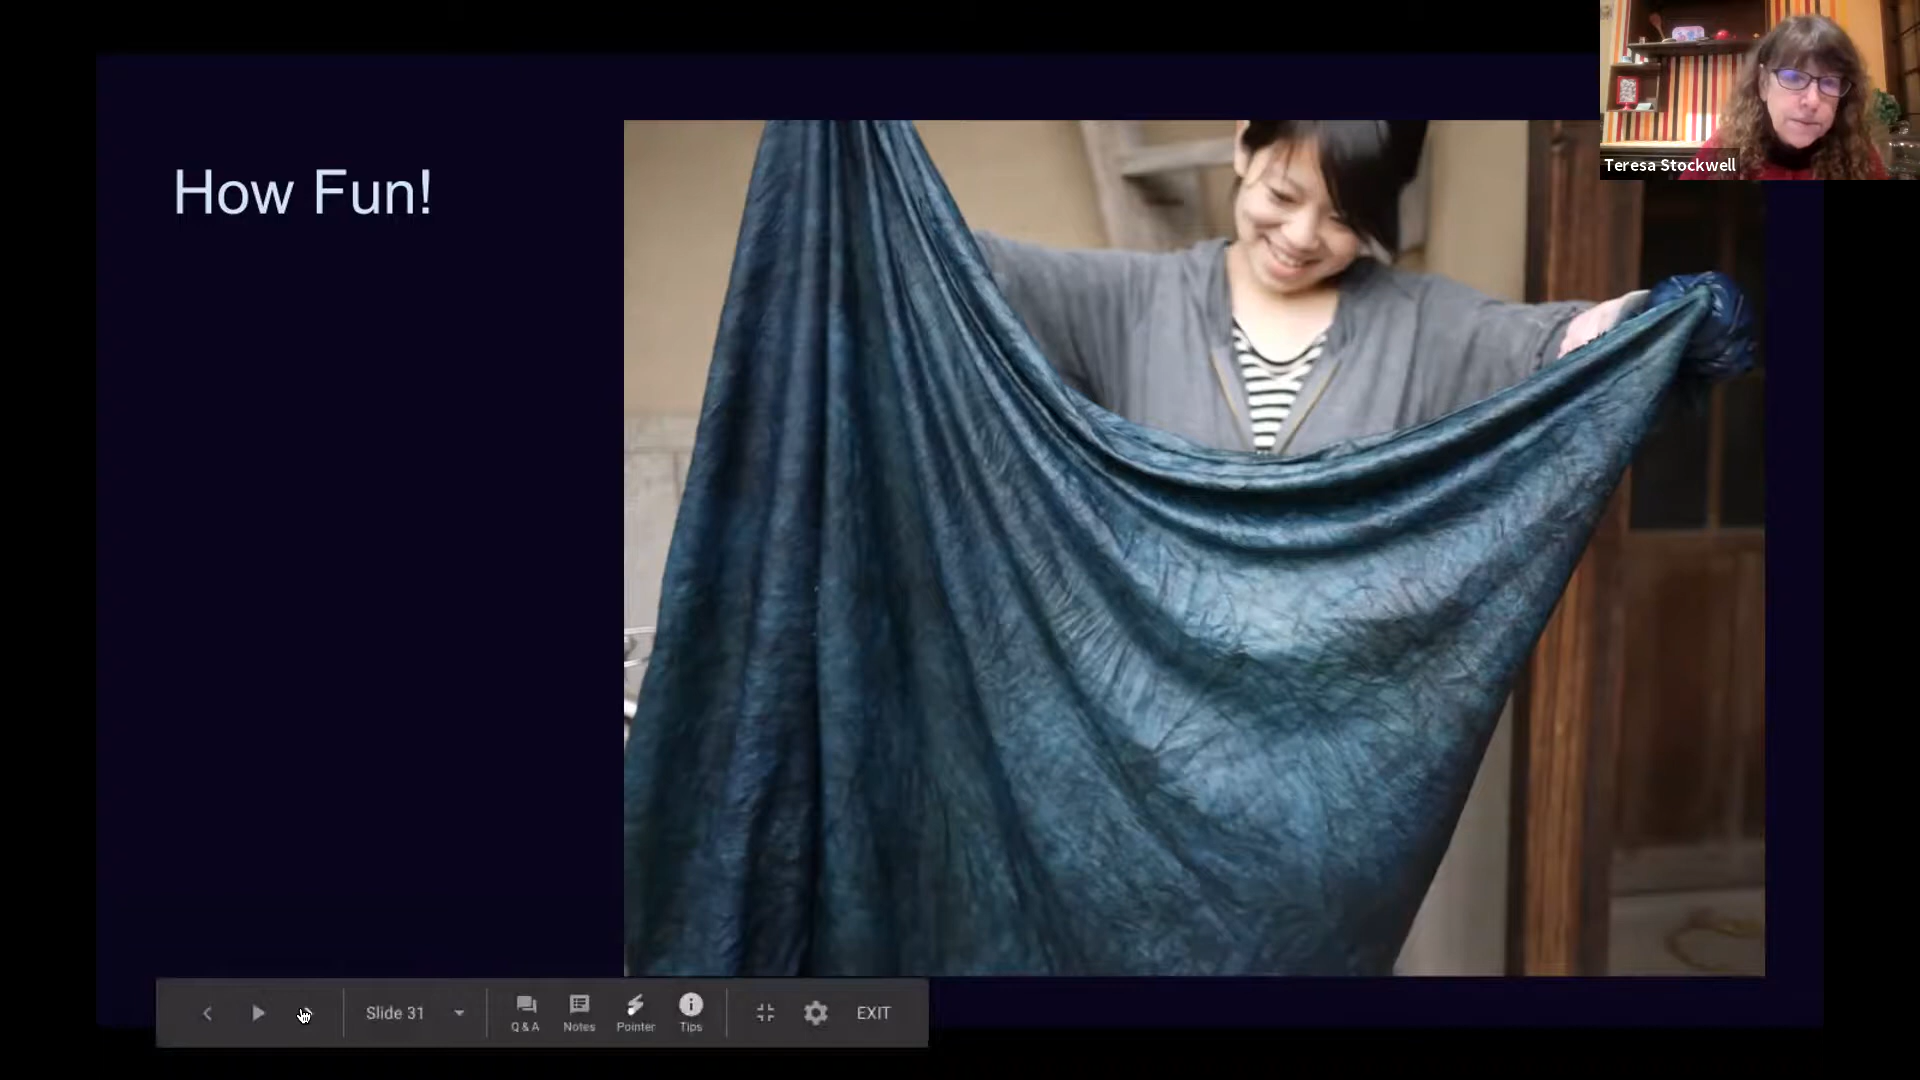 Teresa Stockwell
How Fun!
Slide 31
Q & A
Notes
Pointer
Tips
EXIT